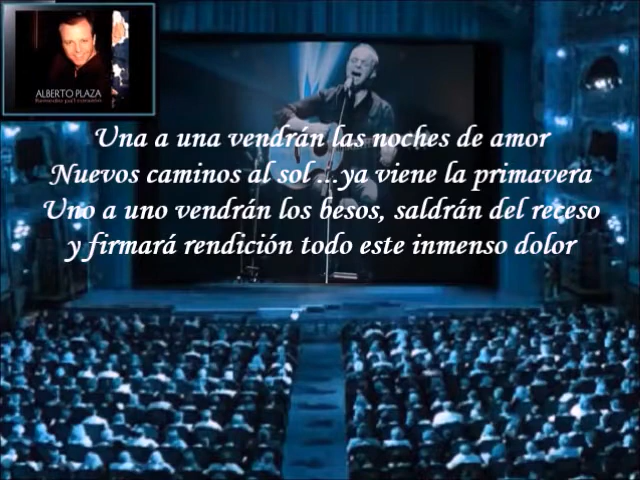 ALBERTO PLAZA
Una a una vendrán las noches de amor
Nuevos caminos al sol ...ya viene la primavera
Uno a uno vendrán los besos, saldrán del receso
y firmará rendición todo este inmenso dolor